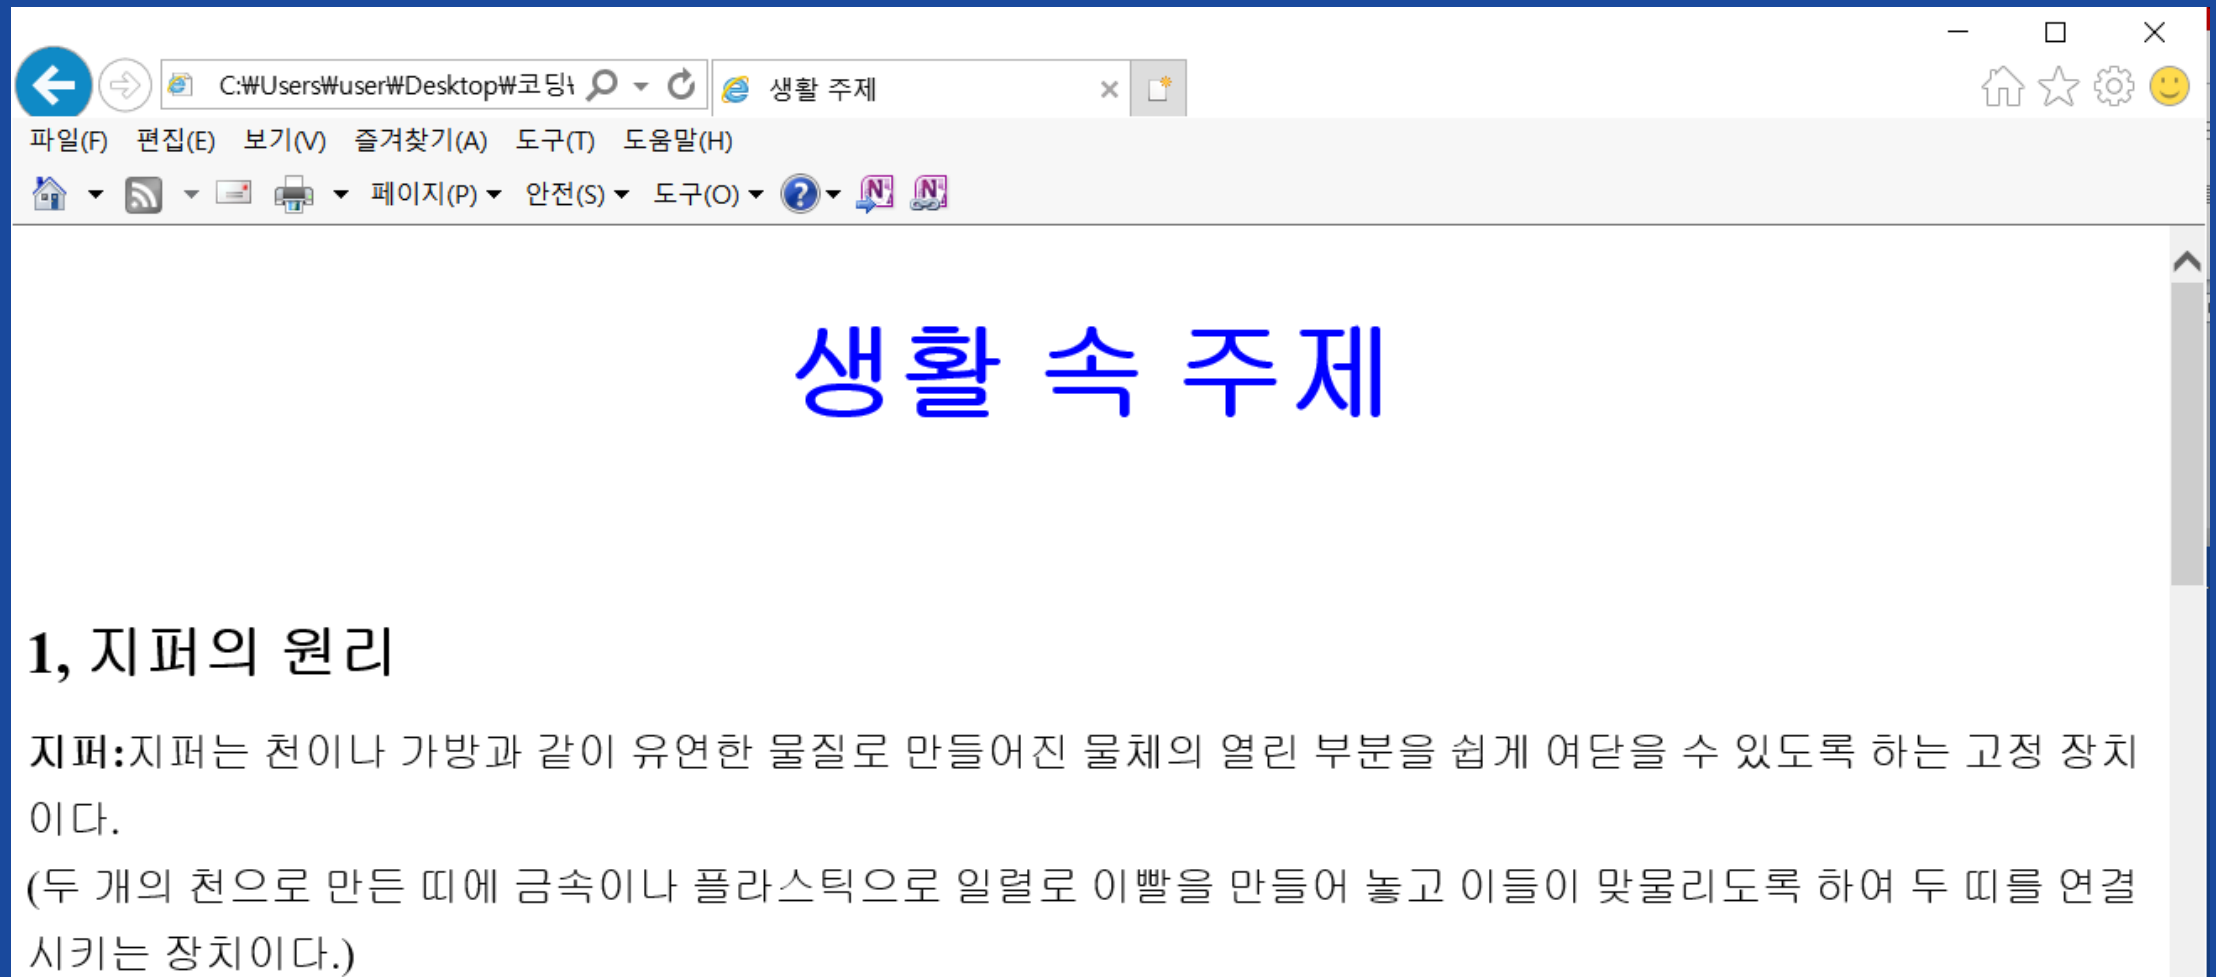 C:₩Users₩user₩Desktop₩코딩₩
생활 주제
파일(F) 편집(E) 보기(V) 즐겨찾기(A) 도구(T) 도움말(H)
페이지(P) 안전(S) 도구(O)
생활 속 주제
1, 지퍼의 원리
지퍼:지퍼는 천이나 가방과 같이 유연한 물질로 만들어진 물체의 열린 부분을 쉽게 여닫을 수 있도록 하는 고정 장치
이다.
(두 개의 천으로 만든 띠에 금속이나 플라스틱으로 일렬로 이빨을 만들어 놓고 이들이 맞물리도록 하여 두 띠를 연결
시키는 장치이다.)